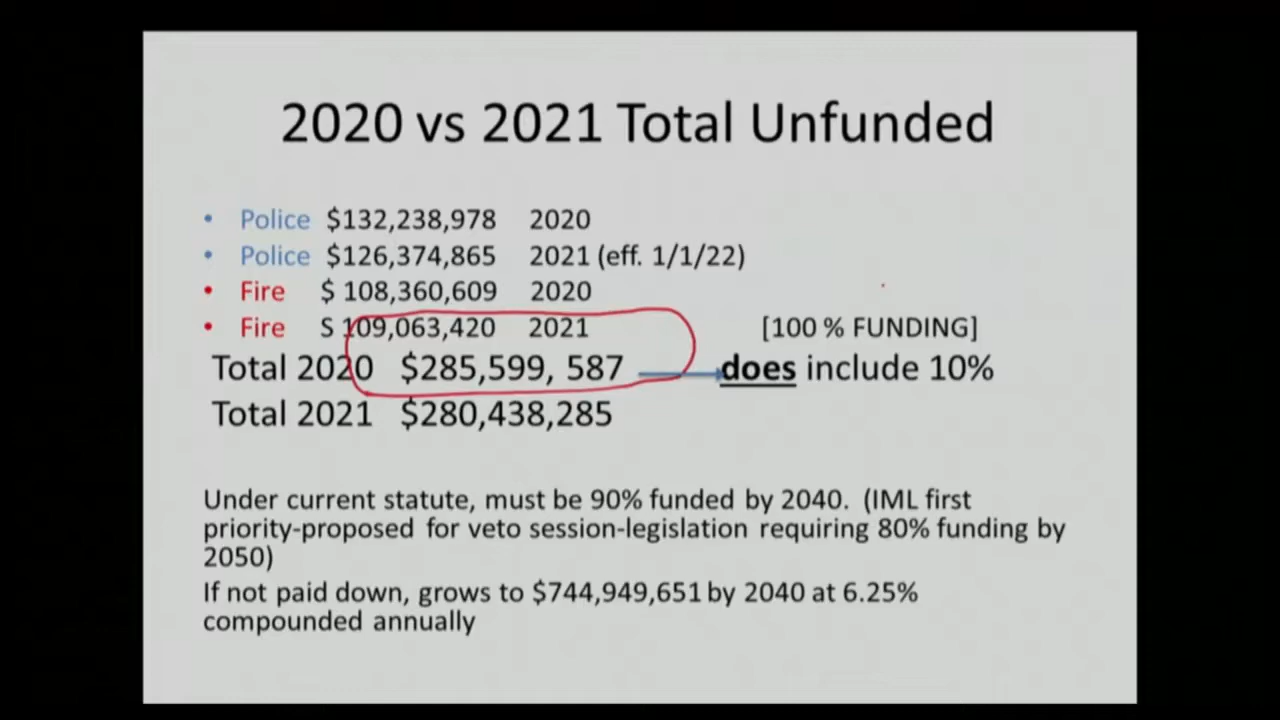 2020 vs 2021 Total Unfunded
• Police $132,238,978 2020
• Police $126,374,865 2021 (eff. 1/1/22)
• Fire $ 108,360,609 2020
• Fire S 109,063,420 2021 [100 % FUNDING]
Total 2020 $285,599, 587 does include 10%
Total 2021 $280,438,285
Under current statute, must be 90% funded by 2040. (IML first
priority-proposed for veto session-legislation requiring 80% funding by
2050)
If not paid down, grows to $744,949,651 by 2040 at 6.25%
compounded annually